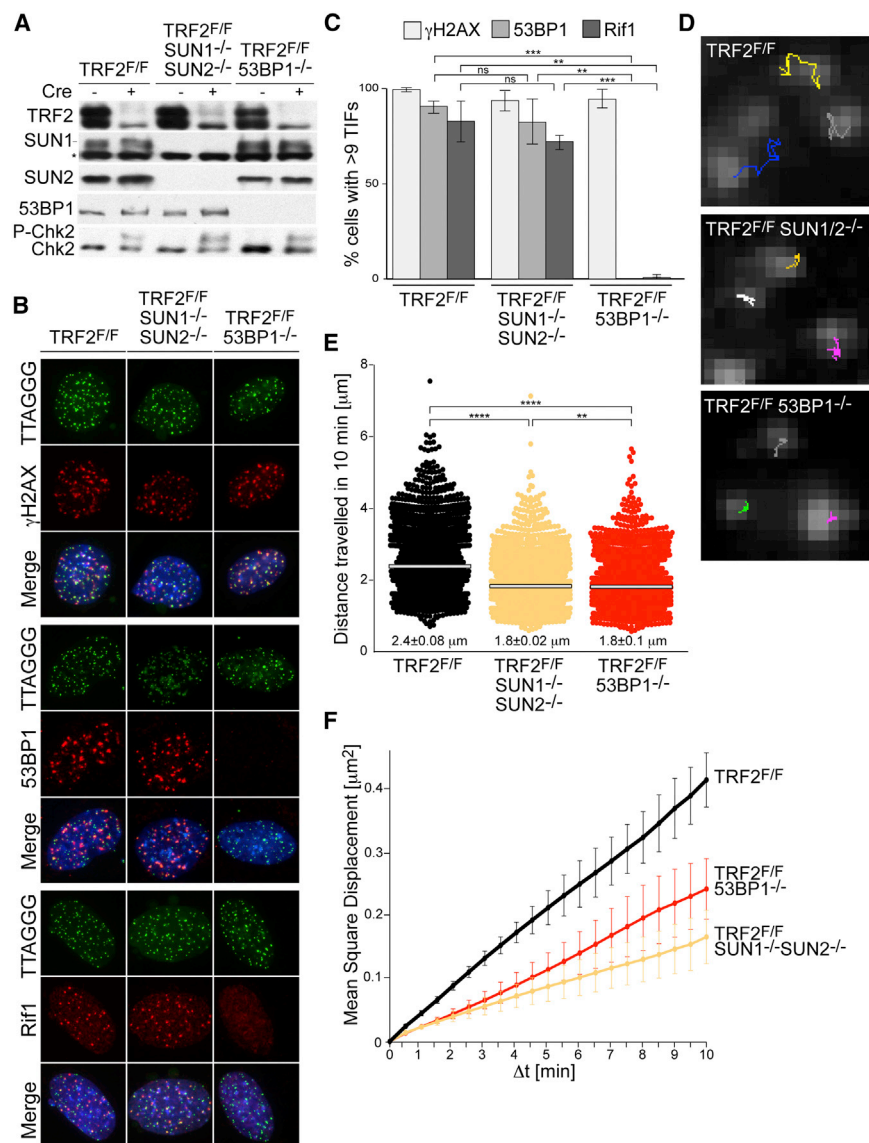 A
TRF2F/F
TRF2F/F
SUN1-/-
SUN2-/-
TRF2F/F
53BP1-/-
Cre - + - + - +
TRF2
SUN1
*
SUN2
53BP1
P-Chk2
Chk2
B
TRF2F/F
TRF2F/F
SUN1-/-
SUN2-/-
TRF2F/F
53BP1-/-
TTAGGG
γH2AX
Merge
TTAGGG
53BP1
Merge
TTAGGG
Rif1
Merge
C
γH2AX 53BP1 Rif1
***
**
ns
**
ns
***
% cells with >9 TIFs
100
50
0
TRF2F/F
TRF2F/F
SUN1-/-
SUN2-/-
TRF2F/F
53BP1-/-
D
TRF2F/F
TRF2F/F SUN1/2-/-
TRF2F/F 53BP1-/-
E
Distance travelled in 10 min [μm]
8
6
4
2
0
****
****
**
2.4±0.08 μm
1.8±0.02 μm
1.8±0.1 μm
TRF2F/F
TRF2F/F
SUN1-/-
SUN2-/-
TRF2F/F
53BP1-/-
F
Mean Square Displacement [μm2]
0.4
0.3
0.2
0.1
0
TRF2F/F
TRF2F/F
53BP1-/-
TRF2F/F
SUN1-/-SUN2-/-
0 1 2 3 4 5 6 7 8 9 10
Δt [min]